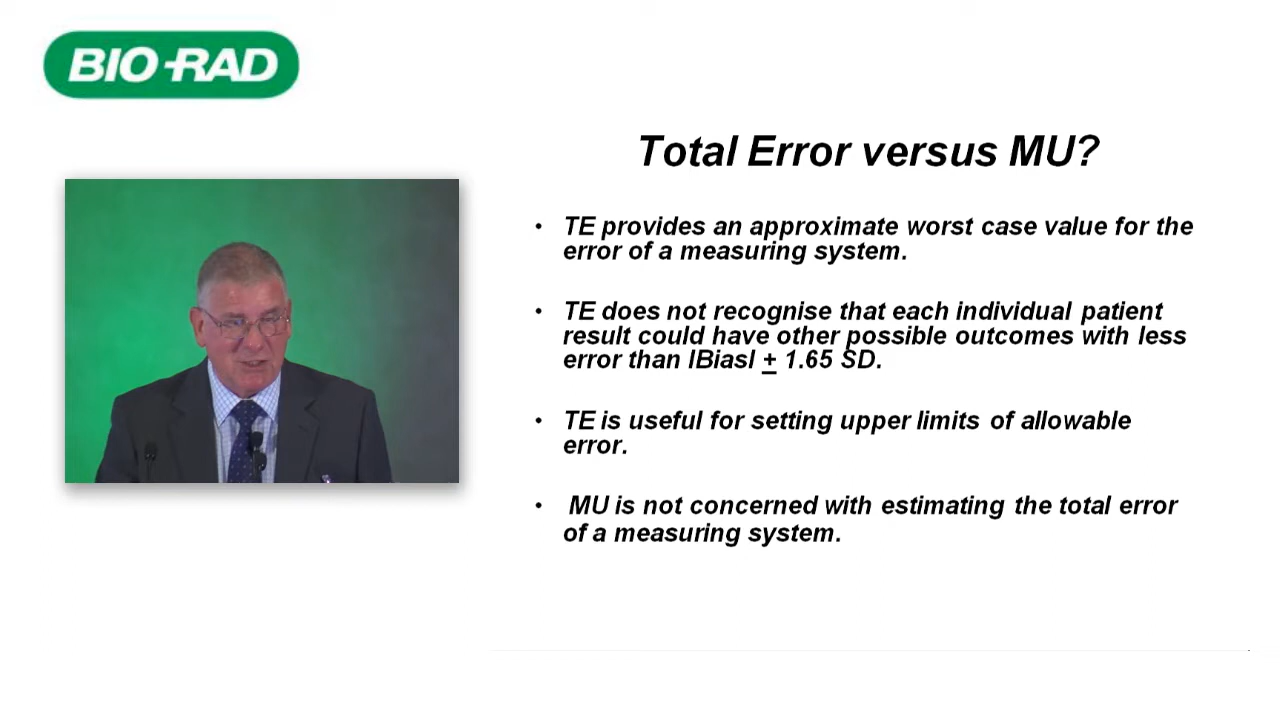 BIO-RAD
Total Error versus MU?
• TE provides an approximate worst case value for the
error of a measuring system.
• TE does not recognise that each individual patient
result could have other possible outcomes with less
error than lBiasl + 1.65 SD.
• TE is useful for setting upper limits of allowable
error.
• MU is not concerned with estimating the total error
of a measuring system.